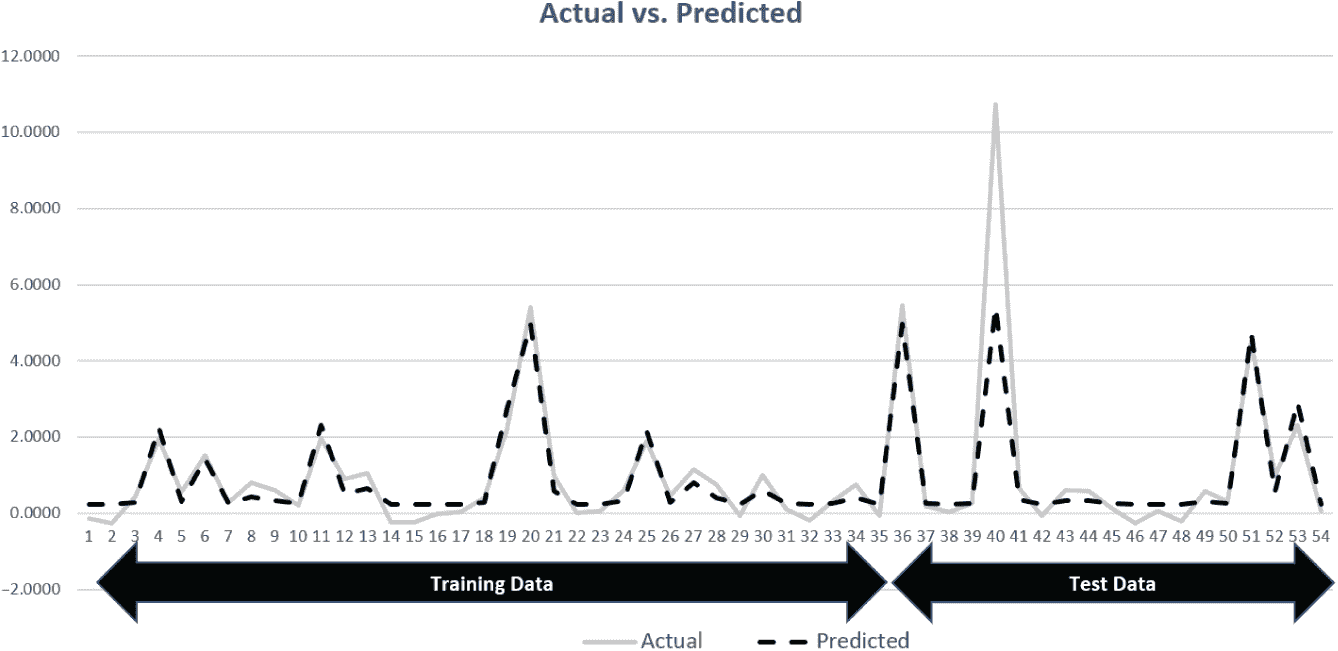 Actual vs. Predicted
12.0000
10.0000
8.0000
6.0000
4.0000
2.0000
0.0000
1 2 3 4 5 6 7 8 9 10 11 12 13 14 15 16 17 18 19 20 21 22 23 24 25 26 27 28 29 30 31 32 33 34 35 36 37 38 39 40 41 42 43 44 45 46 47 48 49 50 51 52 53 54
−2.0000
Training Data Test Data
Actual Predicted